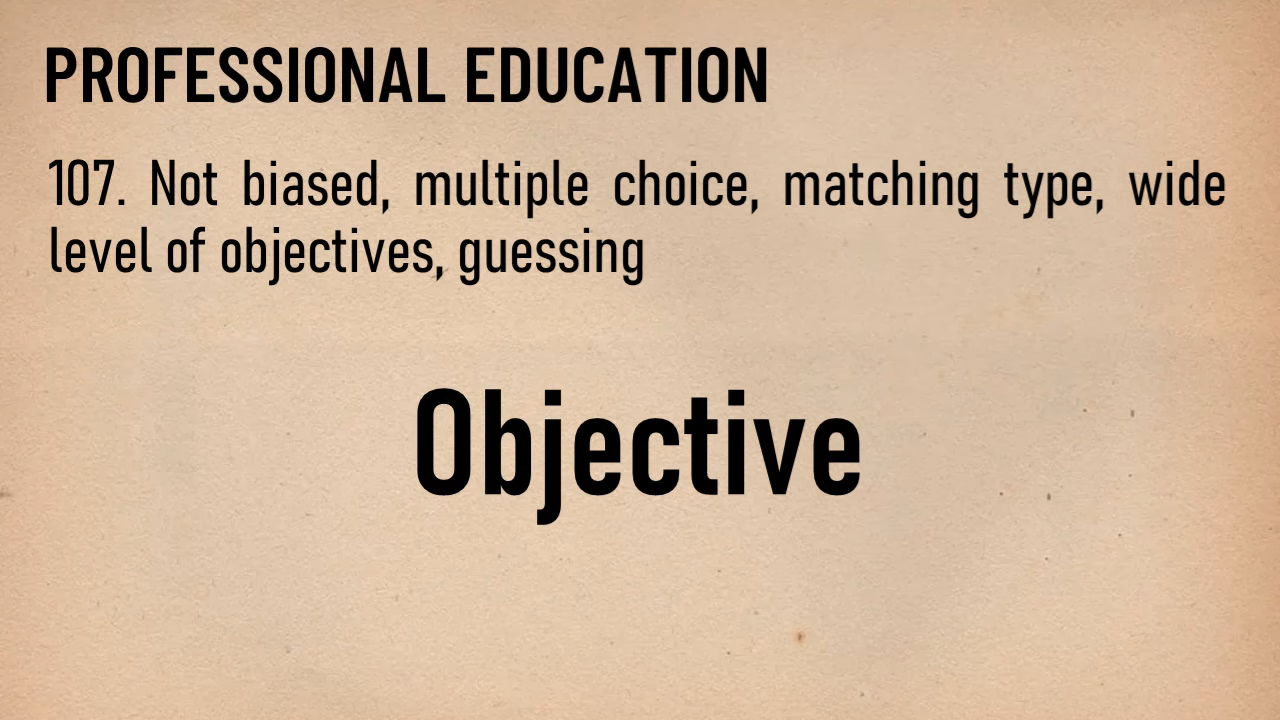 PROFESSIONAL EDUCATION
107. Not biased, multiple choice, matching type, wide
level of objectives, guessing
Objective